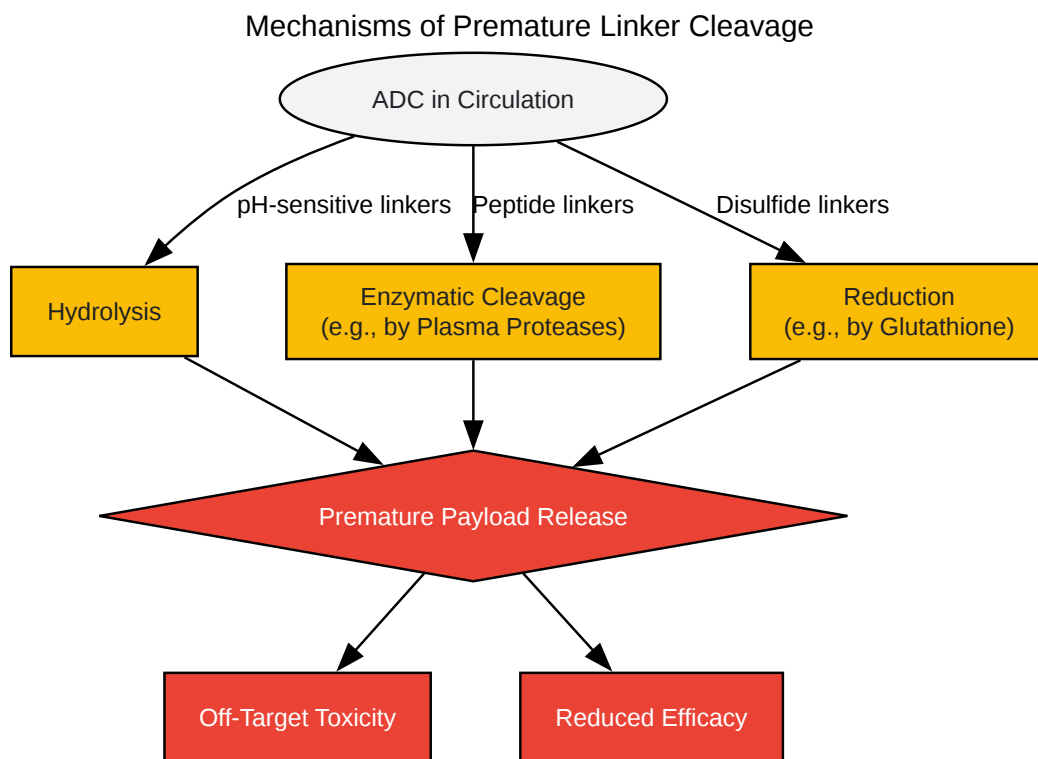 Mechanisms of Premature Linker Cleavage
ADC in Circulation
pH-sensitive linkers
Peptide linkers
Disulfide linkers
Hydrolysis
Enzymatic Cleavage
(e.g., by Plasma Proteases)
Reduction
(e.g., by Glutathione)
Premature Payload Release
Off-Target Toxicity
Reduced Efficacy